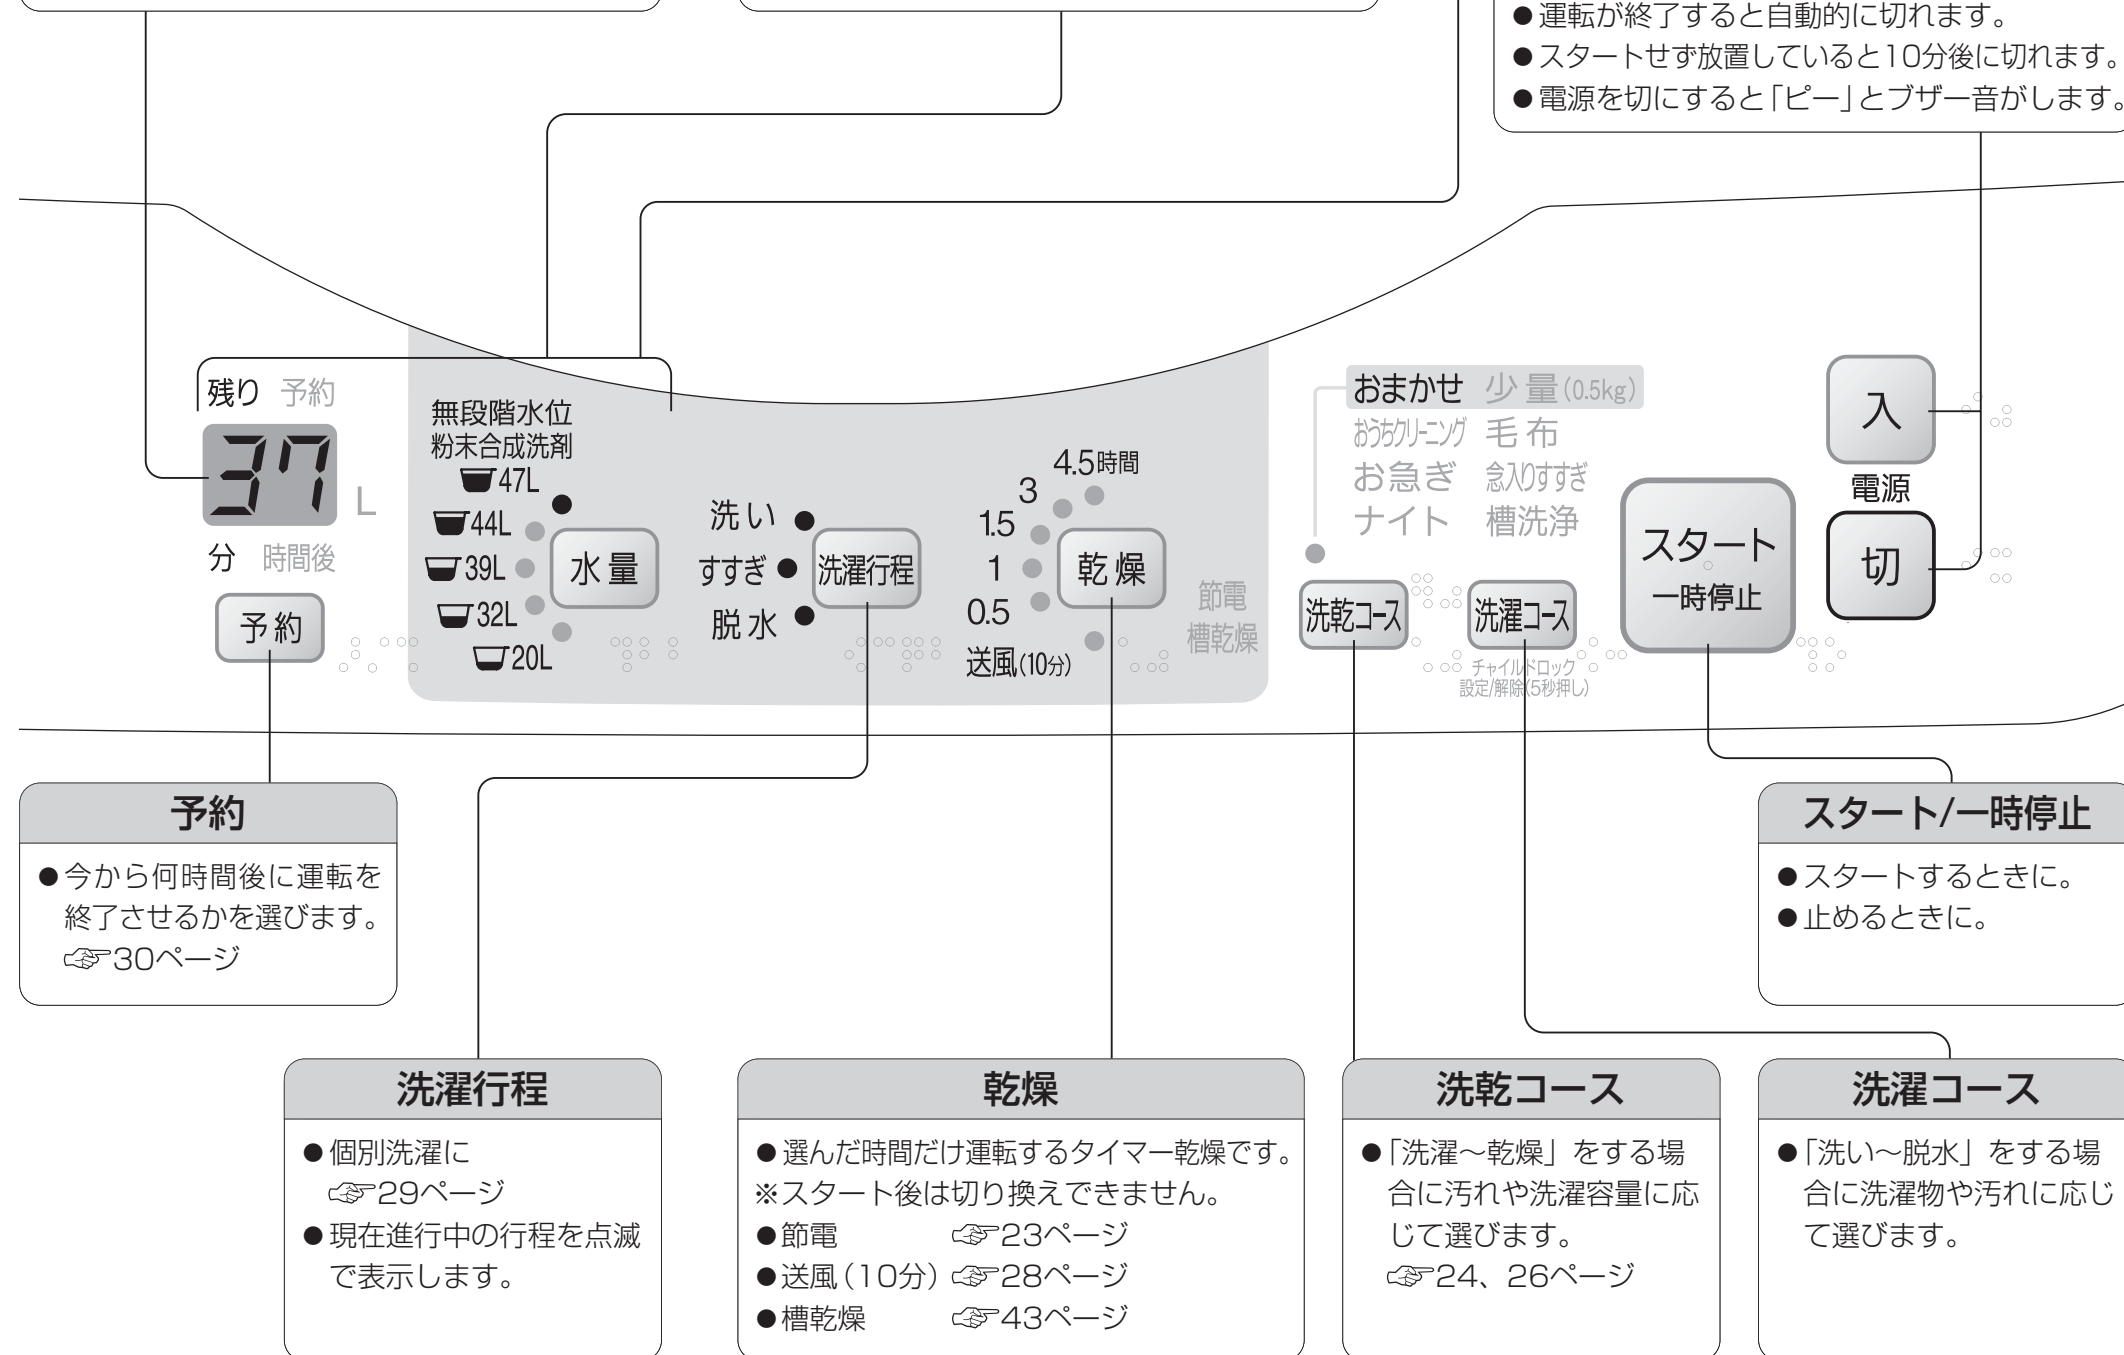 ●運転が終了すると自動的に切れます。
●スタートせず放置していると10分後に切れます。
●電源を切にすると「ピー」とブザー音がします。
残り 予約
37
L
分 時間後
予約
無段階水位
粉末合成洗剤
47L
44L
39L
32L
20L
水量
洗い
すすぎ
脱水
洗濯行程
4.5時間
3
1.5
1
0.5
送風(10分)
乾燥
節電
槽乾燥
おまかせ 少量(0.5kg)
おうちクリーニング 毛布
お急ぎ 念入りすすぎ
ナイト 槽洗浄
洗乾コース
洗濯コース
チャイルドロック
設定/解除(5秒押し)
スタート
一時停止
入
電源
切
予約
●今から何時間後に運転を
終了させるかを選びます。
☞30ページ
スタート/一時停止
●スタートするときに。
●止めるときに。
洗濯行程
●個別洗濯に
☞29ページ
●現在進行中の行程を点滅
で表示します。
乾燥
●選んだ時間だけ運転するタイマー乾燥です。
※スタート後は切り換えできません。
●節電 ☞23ページ
●送風(10分) ☞28ページ
●槽乾燥 ☞43ページ
洗乾コース
●「洗濯～乾燥」をする場
合に汚れや洗濯容量に応
じて選びます。
☞24、26ページ
洗濯コース
●「洗い～脱水」をする場
合に洗濯物や汚れに応じ
て選びます。